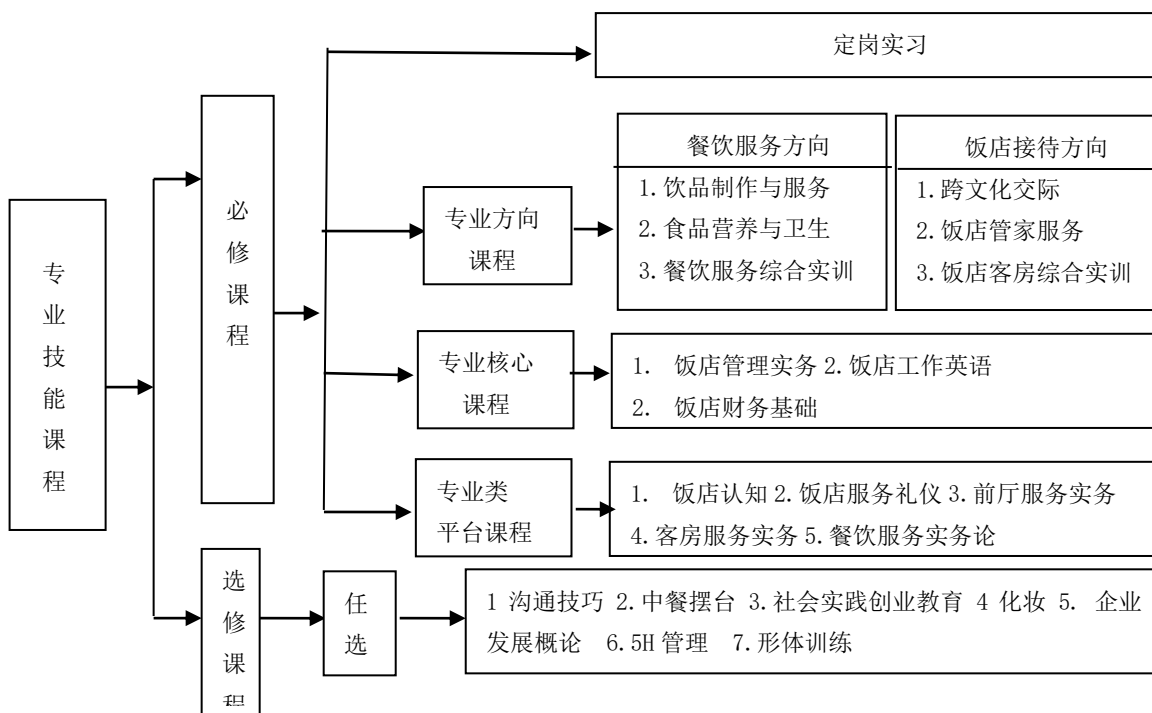 定岗实习
餐饮服务方向
1.饮品制作与服务
2.食品营养与卫生
3.餐饮服务综合实训
饭店接待方向
1.跨文化交际
2.饭店管家服务
3.饭店客房综合实训
专业技能课程
必修课程
专业方向
课程
专业核心
课程
1. 饭店管理实务 2.饭店工作英语
2. 饭店财务基础
专业类
平台课程
1. 饭店认知 2.饭店服务礼仪 3.前厅服务实务
4.客房服务实务 5.餐饮服务实务论
选修课程
任选
1 沟通技巧 2.中餐摆台 3.社会实践创业教育 4 化妆 5. 企业
发展概论 6.5H 管理 7.形体训练